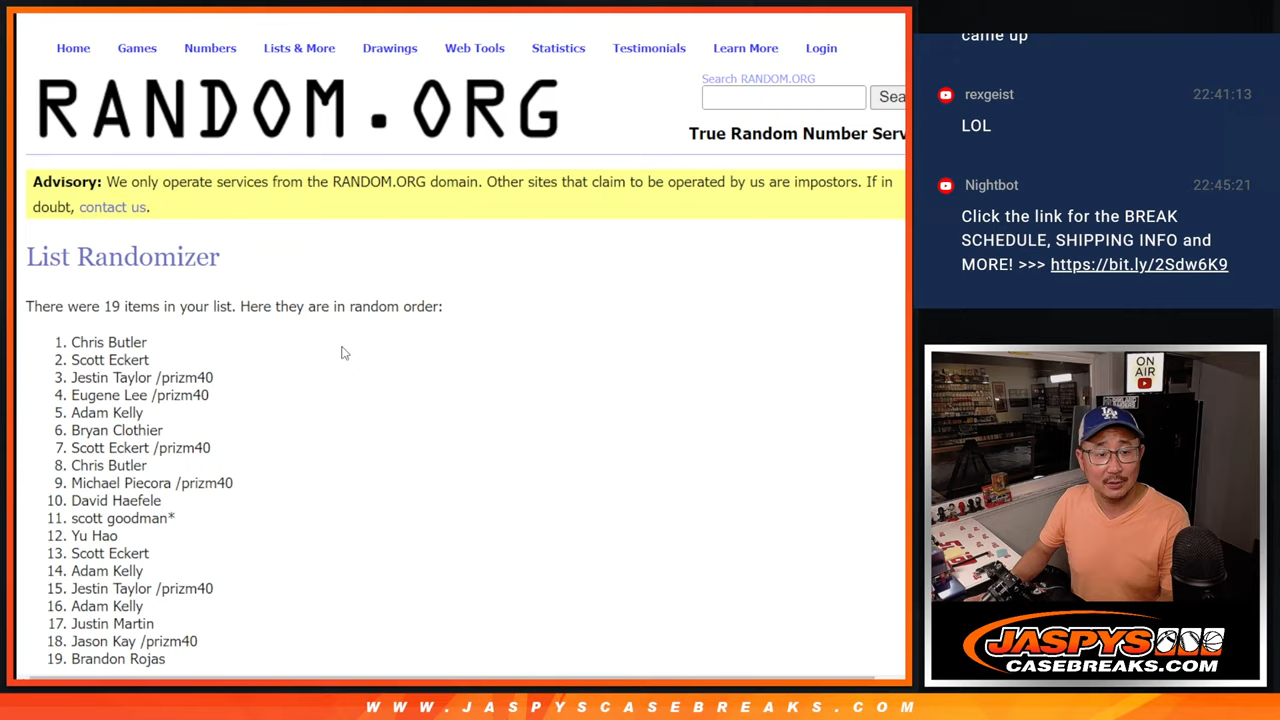 Home Games Numbers Lists & More Drawings Web Tools Statistics Testimonials Learn More Login
RANDOM.ORG
Search RANDOM.ORG
Sea
True Random Number Serv
Advisory: We only operate services from the RANDOM.ORG domain. Other sites that claim to be operated by us are impostors. If in
doubt, contact us.
List Randomizer
There were 19 items in your list. Here they are in random order:
1. Chris Butler
2. Scott Eckert
3. Jestin Taylor /prizm40
4. Eugene Lee /prizm40
5. Adam Kelly
6. Bryan Clothier
7. Scott Eckert /prizm40
8. Chris Butler
9. Michael Piecora /prizm40
10. David Haefele
11. scott goodman*
12. Yu Hao
13. Scott Eckert
14. Adam Kelly
15. Jestin Taylor /prizm40
16. Adam Kelly
17. Justin Martin
18. Jason Kay /prizm40
19. Brandon Rojas
came up
rexgeist 22:41:13
LOL
Nightbot 22:45:21
Click the link for the BREAK
SCHEDULE, SHIPPING INFO and
MORE! >>> https://bit.ly/2Sdw6K9
ON
AIR
LA
JASPYS
CASEBREAKS.COM
WWW.JASPYSCASEBREAKS.COM